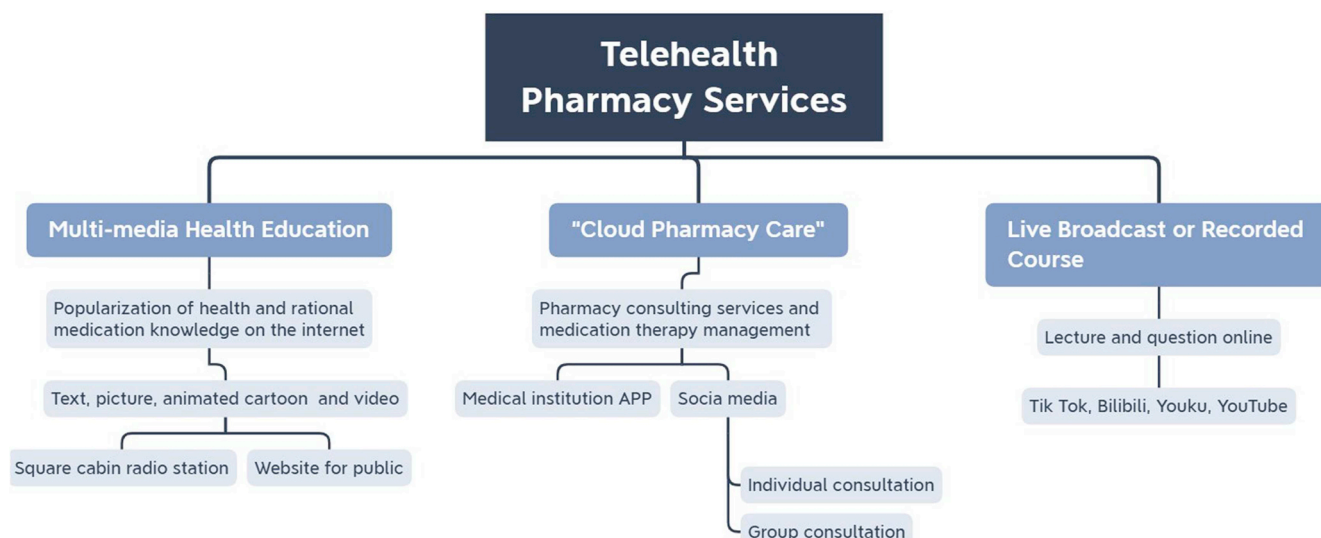 Telehealth
Pharmacy Services
Multi-media Health Education
"Cloud Pharmacy Care"
Live Broadcast or Recorded
Course
Popularization of health and rational
medication knowledge on the internet
Pharmacy consulting services and
medication therapy management
Lecture and question online
Text, picture, animated cartoon and video
Medical institution APP
Socia media
Tik Tok, Bilibili, Youku, YouTube
Square cabin radio station
Website for public
Individual consultation
Group consultation